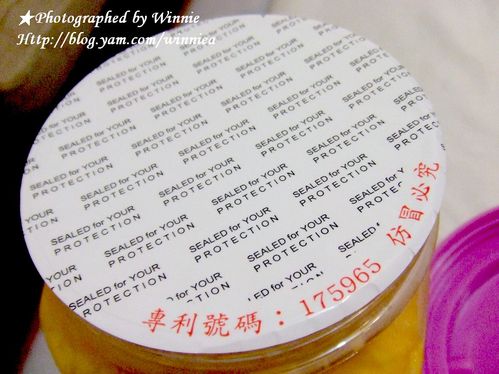 ★Photographed by Winnie
Http://blog.yam.com/winniea
SEALED for YOUR
PROTECTION
專利號碼：175965 仿冒必究